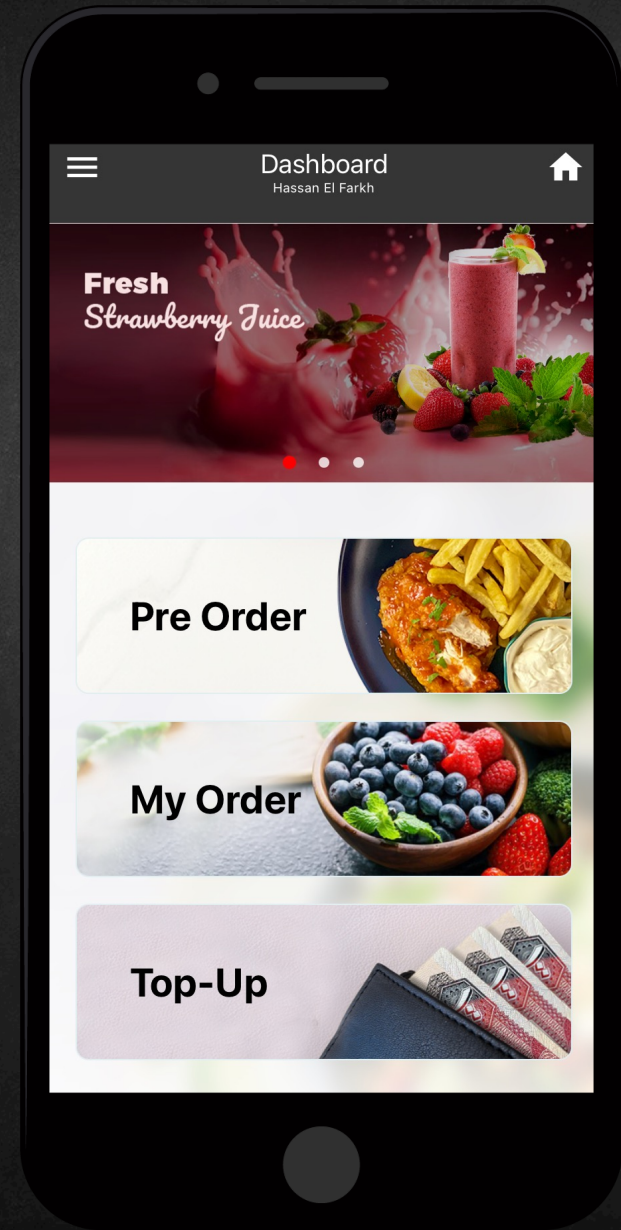 Dashboard
Hassan El Farkh
Fresh
Strawberry Juice
Pre Order
My Order
Top-Up